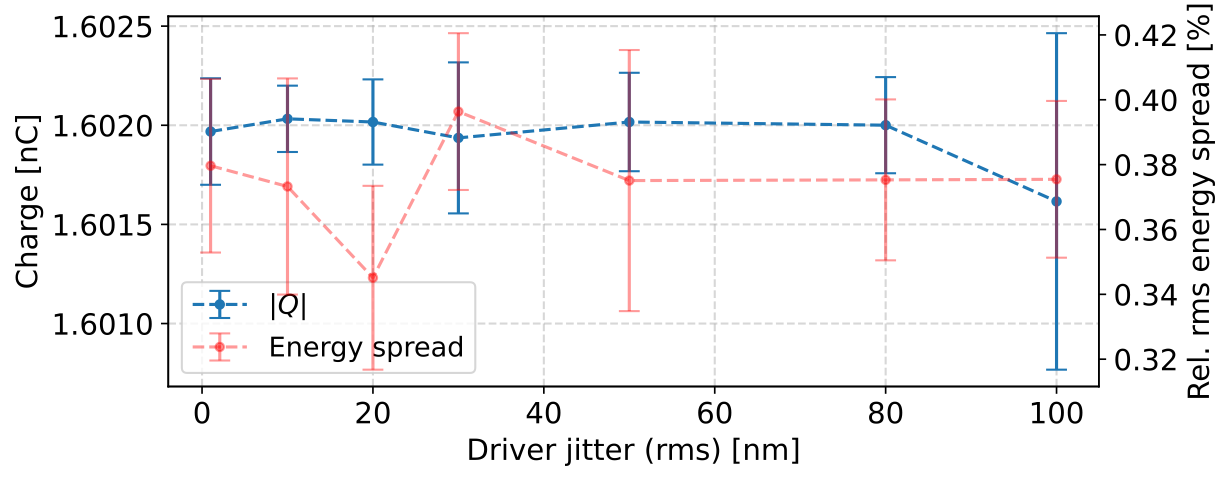 1.6025
1.6020
1.6015
1.6010
Charge [nC]
0.42
0.40
0.38
0.36
0.34
0.32
Rel. rms energy spread [%]
|Q|
Energy spread
0 20 40 60 80 100
Driver jitter (rms) [nm]